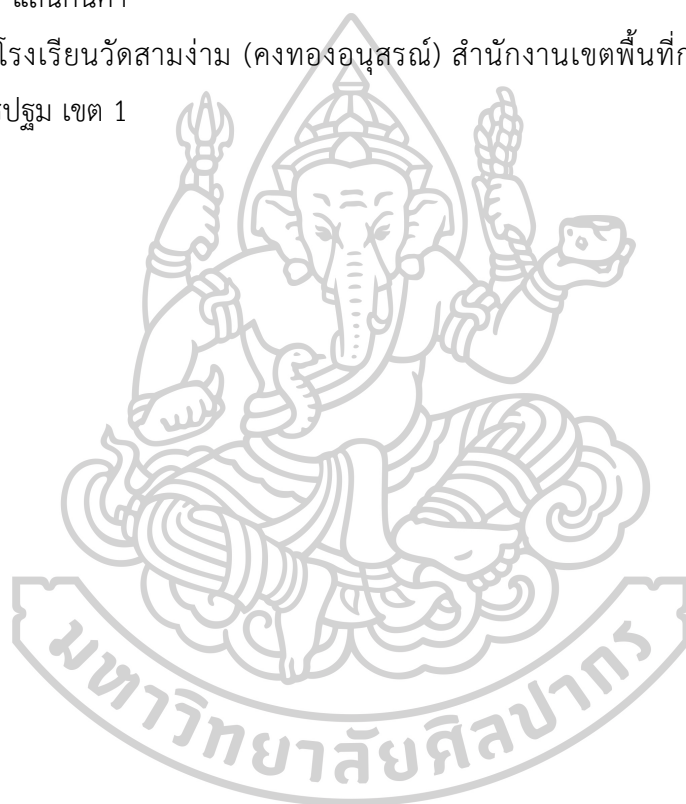 โรงเรียนวัดสามง่าม (คงทองอนุสรณ์) สำนักงานเขตพื้นที่
ปฐม เขต 1
มหาวิทยาลัยศิลปากร